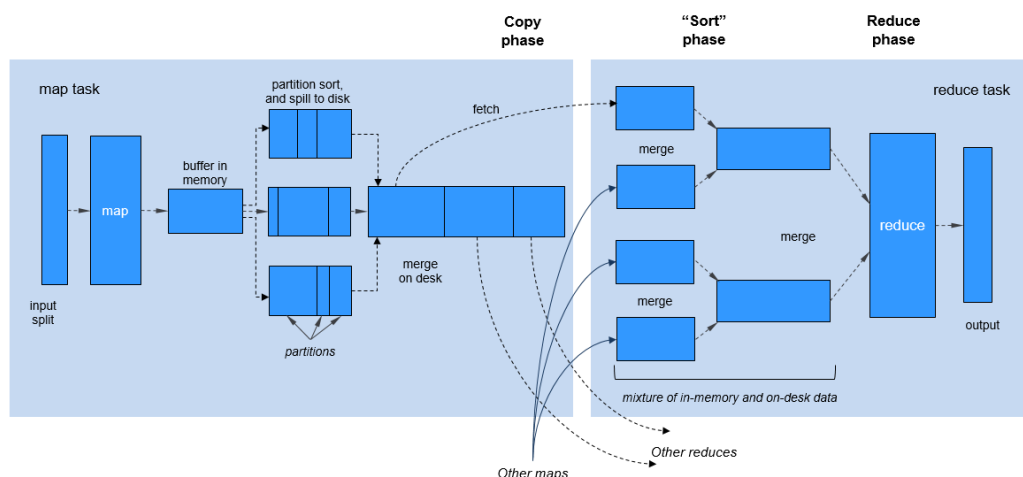 Copy
phase
“Sort”
phase
Reduce
phase
map task
partition sort,
and spill to disk
fetch
reduce task
buffer in
memory
map
merge
merge
reduce
merge
on desk
merge
input
split
partitions
output
mixture of in-memory and on-desk data
Other reduces
Other maps